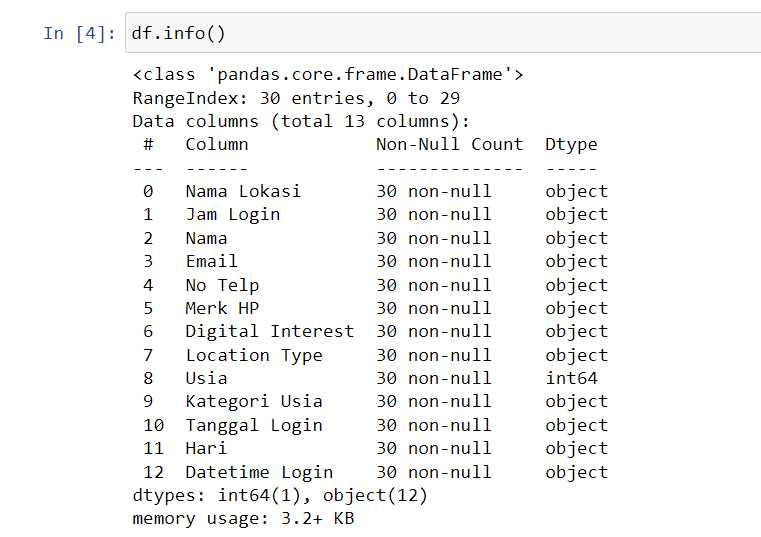 In [4]: df.info()
<class 'pandas.core.frame.DataFrame'>
RangeIndex: 30 entries, 0 to 29
Data columns (total 13 columns):
 #   Column            Non-Null Count  Dtype
---  ------            --------------  -----
 0   Nama Lokasi       30 non-null     object
 1   Jam Login         30 non-null     object
 2   Nama              30 non-null     object
 3   Email             30 non-null     object
 4   No Telp           30 non-null     object
 5   Merk HP           30 non-null     object
 6   Digital Interest  30 non-null     object
 7   Location Type     30 non-null     object
 8   Usia              30 non-null     int64
 9   Kategori Usia     30 non-null     object
 10  Tanggal Login     30 non-null     object
 11  Hari              30 non-null     object
 12  Datetime Login    30 non-null     object
dtypes: int64(1), object(12)
memory usage: 3.2+ KB